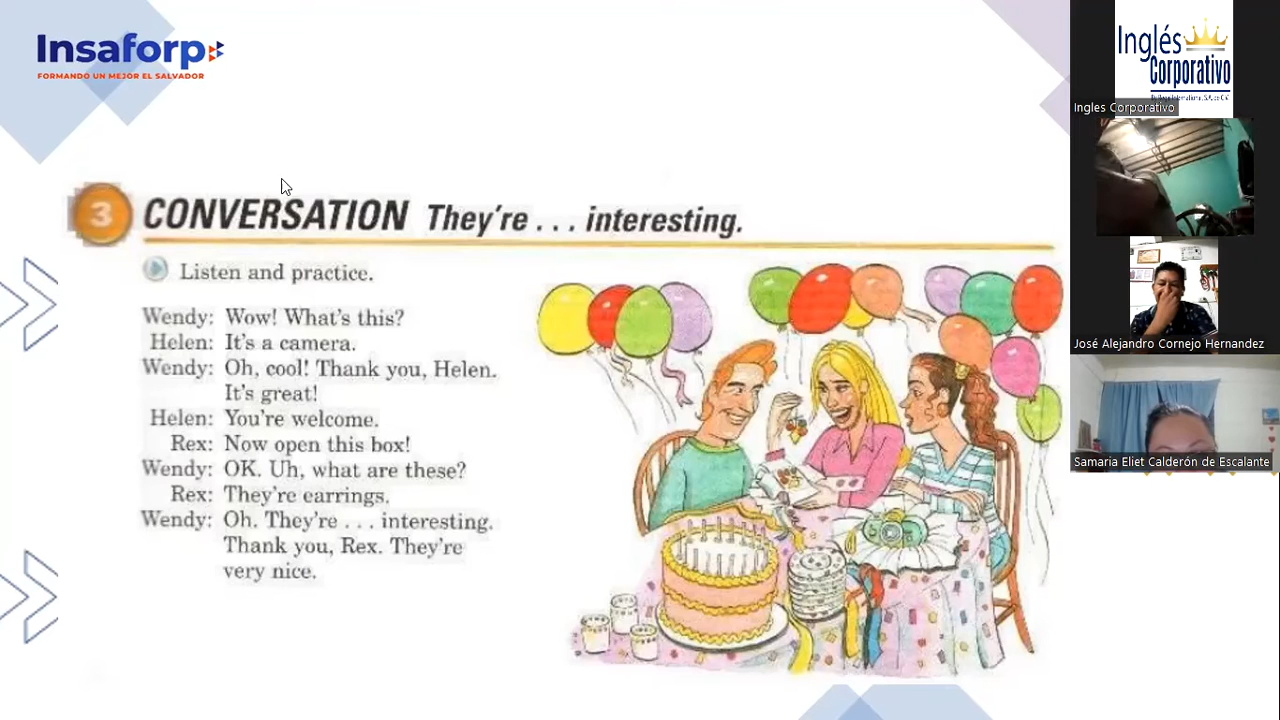 Insaforp
FORMANDO UN MEJOR EL SALVADOR
3 CONVERSATION They're . . . interesting.
Listen and practice.
Wendy: Wow! What's this?
Helen: It's a camera.
Wendy: Oh, cool! Thank you, Helen.
It's great!
Helen: You're welcome.
Rex: Now open this box!
Wendy: OK. Uh, what are these?
Rex: They're earrings.
Wendy: Oh. They're . . . interesting.
Thank you, Rex. They're
very nice.
Inglés
Corporativo
Ingles Corporativo
José Alejandro Cornejo Hernandez
Samaria Eliet Calderón de Escalante